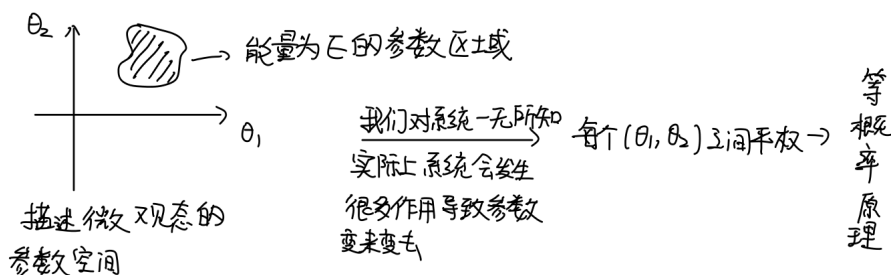 θ₂
能量为E的参数区域
θ₁
描述微观态的
参数空间
我们对系统一无所知
实际上系统会发生
很多作用导致参数
变来变去
每个(θ₁,θ₂)之间平权→
等概率原理